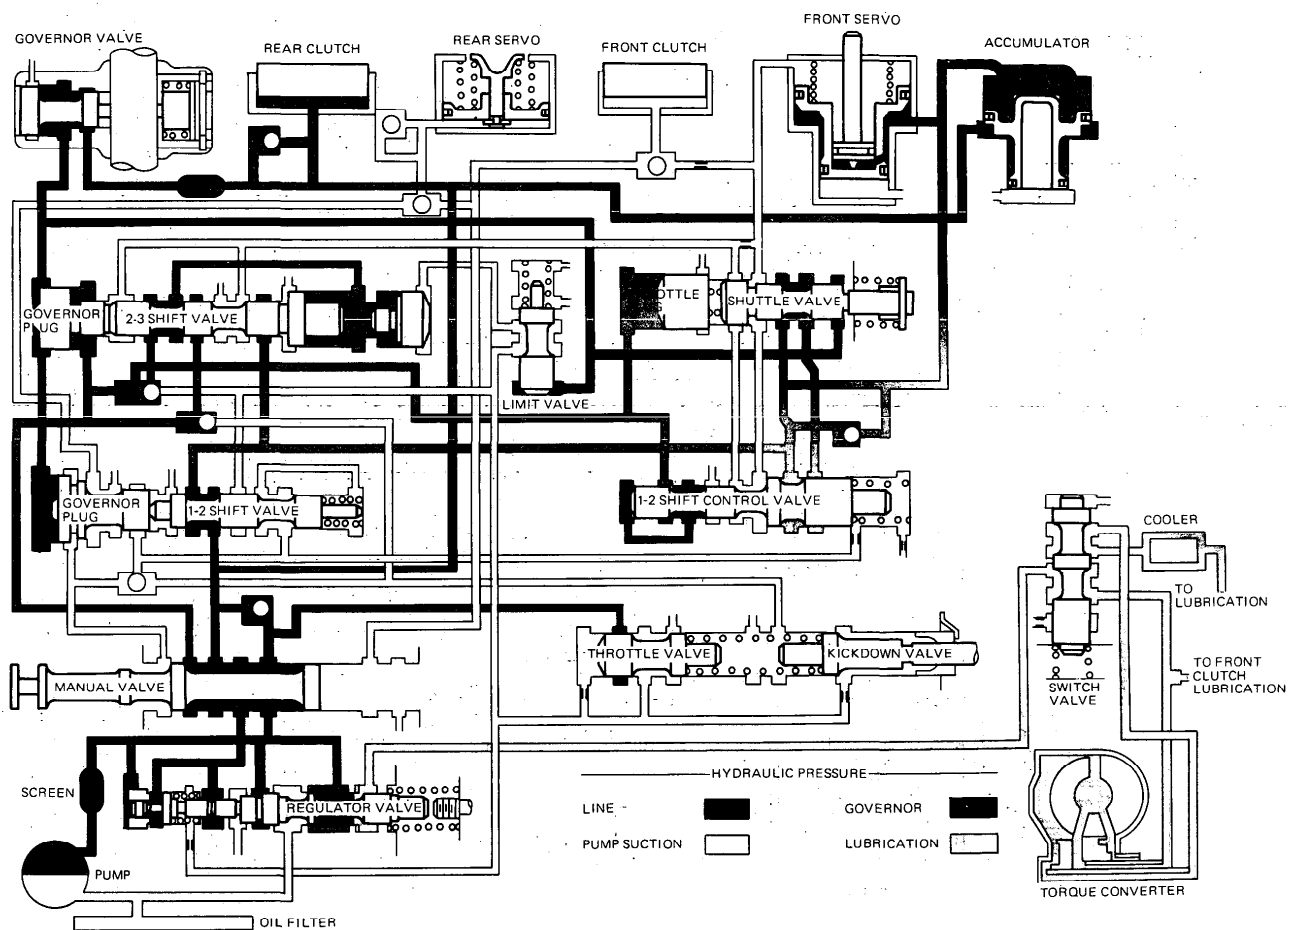 FRONT SERVO
GOVERNOR VALVE
REAR CLUTCH
REAR SERVO
FRONT CLUTCH
ACCUMULATOR
GOVERNOR
PLUG
2-3 SHIFT VALVE
SHUTTLE VALVE
LIMIT VALVE
GOVERNOR
PLUG
1-2 SHIFT VALVE
1-2 SHIFT CONTROL VALVE
COOLER
TO
LUBRICATION
MANUAL VALVE
THROTTLE VALVE
KICKDOWN VALVE
TO FRONT
CLUTCH
LUBRICATION
SWITCH
VALVE
SCREEN
REGULATOR VALVE
HYDRAULIC PRESSURE
LINE
GOVERNOR
PUMP SUCTION
LUBRICATION
PUMP
TORQUE CONVERTER
OIL FILTER